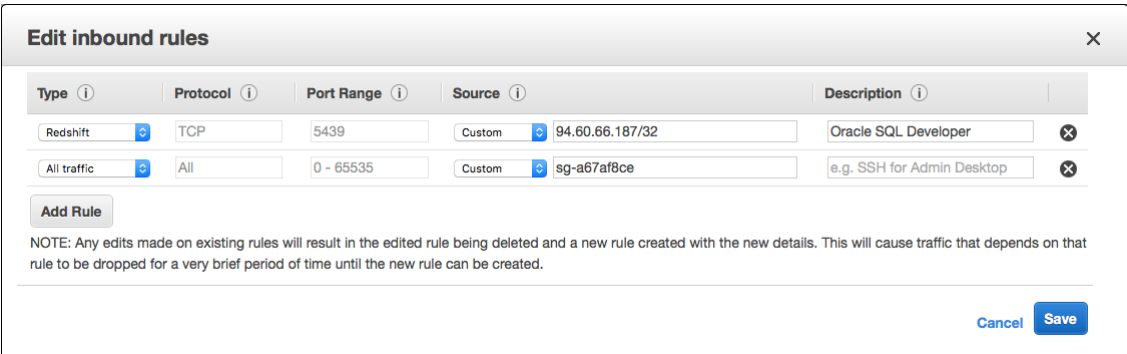 Edit inbound rules
Type Protocol Port Range Source Description
Redshift TCP 5439 Custom 94.60.66.187/32 Oracle SQL Developer
All traffic All 0 - 65535 Custom sg-a67af8ce e.g. SSH for Admin Desktop
Add Rule
NOTE: Any edits made on existing rules will result in the edited rule being deleted and a new rule created with the new details. This will cause traffic that depends on that
rule to be dropped for a very brief period of time until the new rule can be created.
Cancel Save